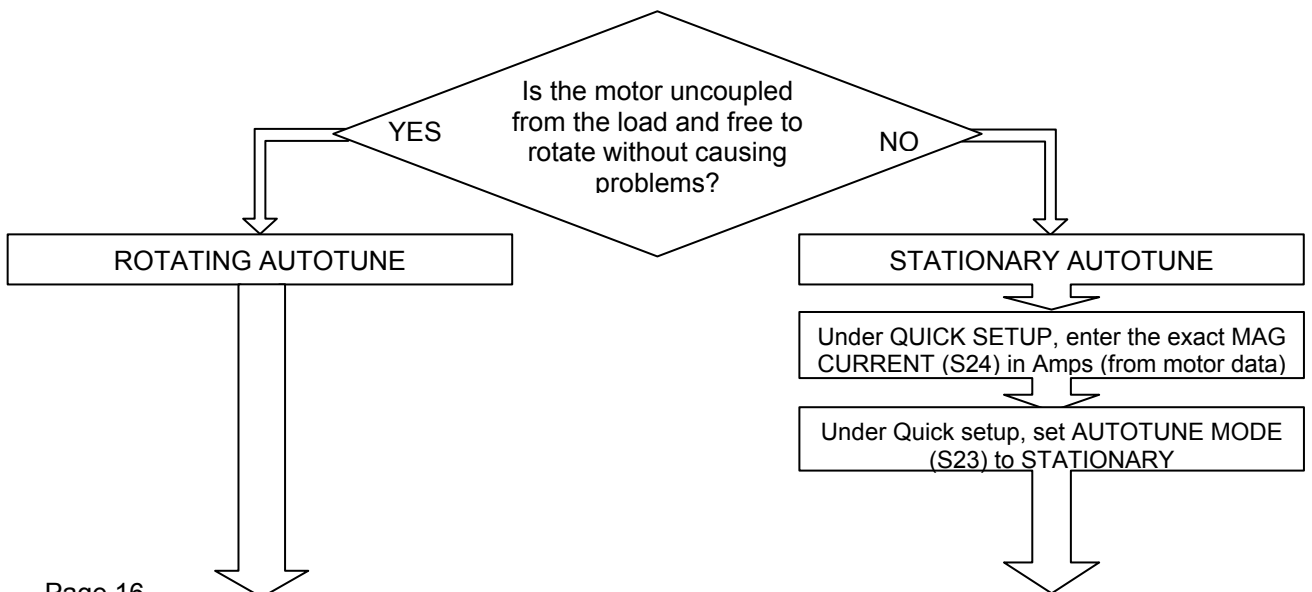 Is the motor uncoupled
from the load and free to
rotate without causing
problems?
YES
NO
ROTATING AUTOTUNE
STATIONARY AUTOTUNE
Under QUICK SETUP, enter the exact MAG
CURRENT (S24) in Amps (from motor data)
Under Quick setup, set AUTOTUNE MODE
(S23) to STATIONARY
Page 16